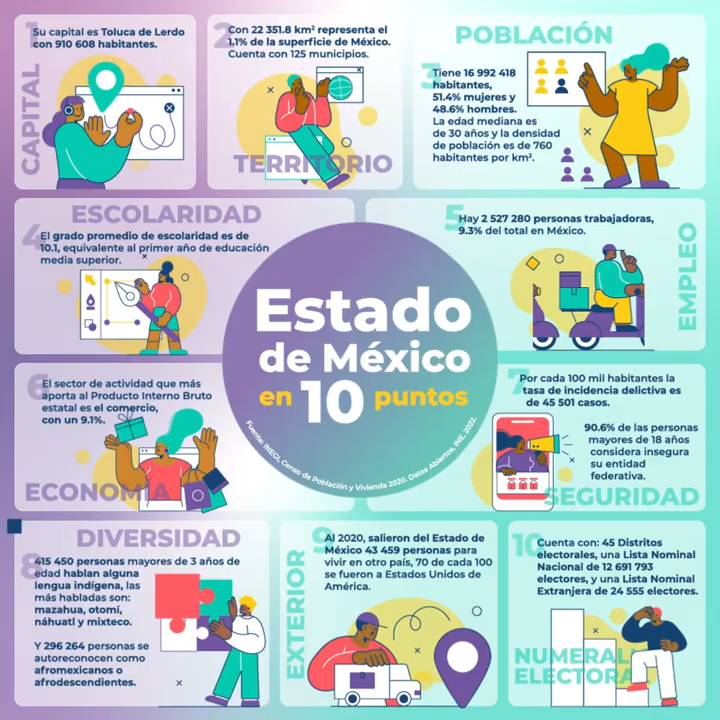 Estado
de México
en 10 puntos
Fuente: INEGI, Censo de Población y Vivienda 2020. Datos Abiertos, INE, 2022.
1
CAPITAL
Su capital es Toluca de Lerdo
con 910 608 habitantes.
2
Con 22 351.8 km² representa el
1.1% de la superficie de México.
Cuenta con 125 municipios.
TERRITORIO
POBLACIÓN
3
Tiene 16 992 418
habitantes,
51.4% mujeres y
48.6% hombres.
La edad mediana es
de 30 años y la densidad
de población es de 760
habitantes por km².
ESCOLARIDAD
4
El grado promedio de escolaridad es de
10.1, equivalente al primer año de educación
media superior.
5
Hay 2 527 280 personas trabajadoras,
9.3% del total en México.
EMPLEO
6
El sector de actividad que más
aporta al Producto Interno Bruto
estatal es el comercio,
con un 9.1%.
ECONOMÍA
7
Por cada 100 mil habitantes la
tasa de incidencia delictiva es
de 45 501 casos.
90.6% de las personas
mayores de 18 años
considera insegura
su entidad
federativa.
SEGURIDAD
DIVERSIDAD
8
415 450 personas mayores de 3 años de
edad hablan alguna
lengua indígena, las
más habladas son:
mazahua, otomí,
náhuatl y mixteco.
Y 296 264 personas se
autoreconocen como
afromexicanos o
afrodescendientes.
9
EXTERIOR
Al 2020, salieron del Estado de
México 43 459 personas para
vivir en otro país, 70 de cada 100
se fueron a Estados Unidos de
América.
10
Cuenta con: 45 Distritos
electorales, una Lista Nominal
Nacional de 12 691 793
electores, y una Lista Nominal
Extranjera de 24 555 electores.
NUMERALIA
ELECTORAL